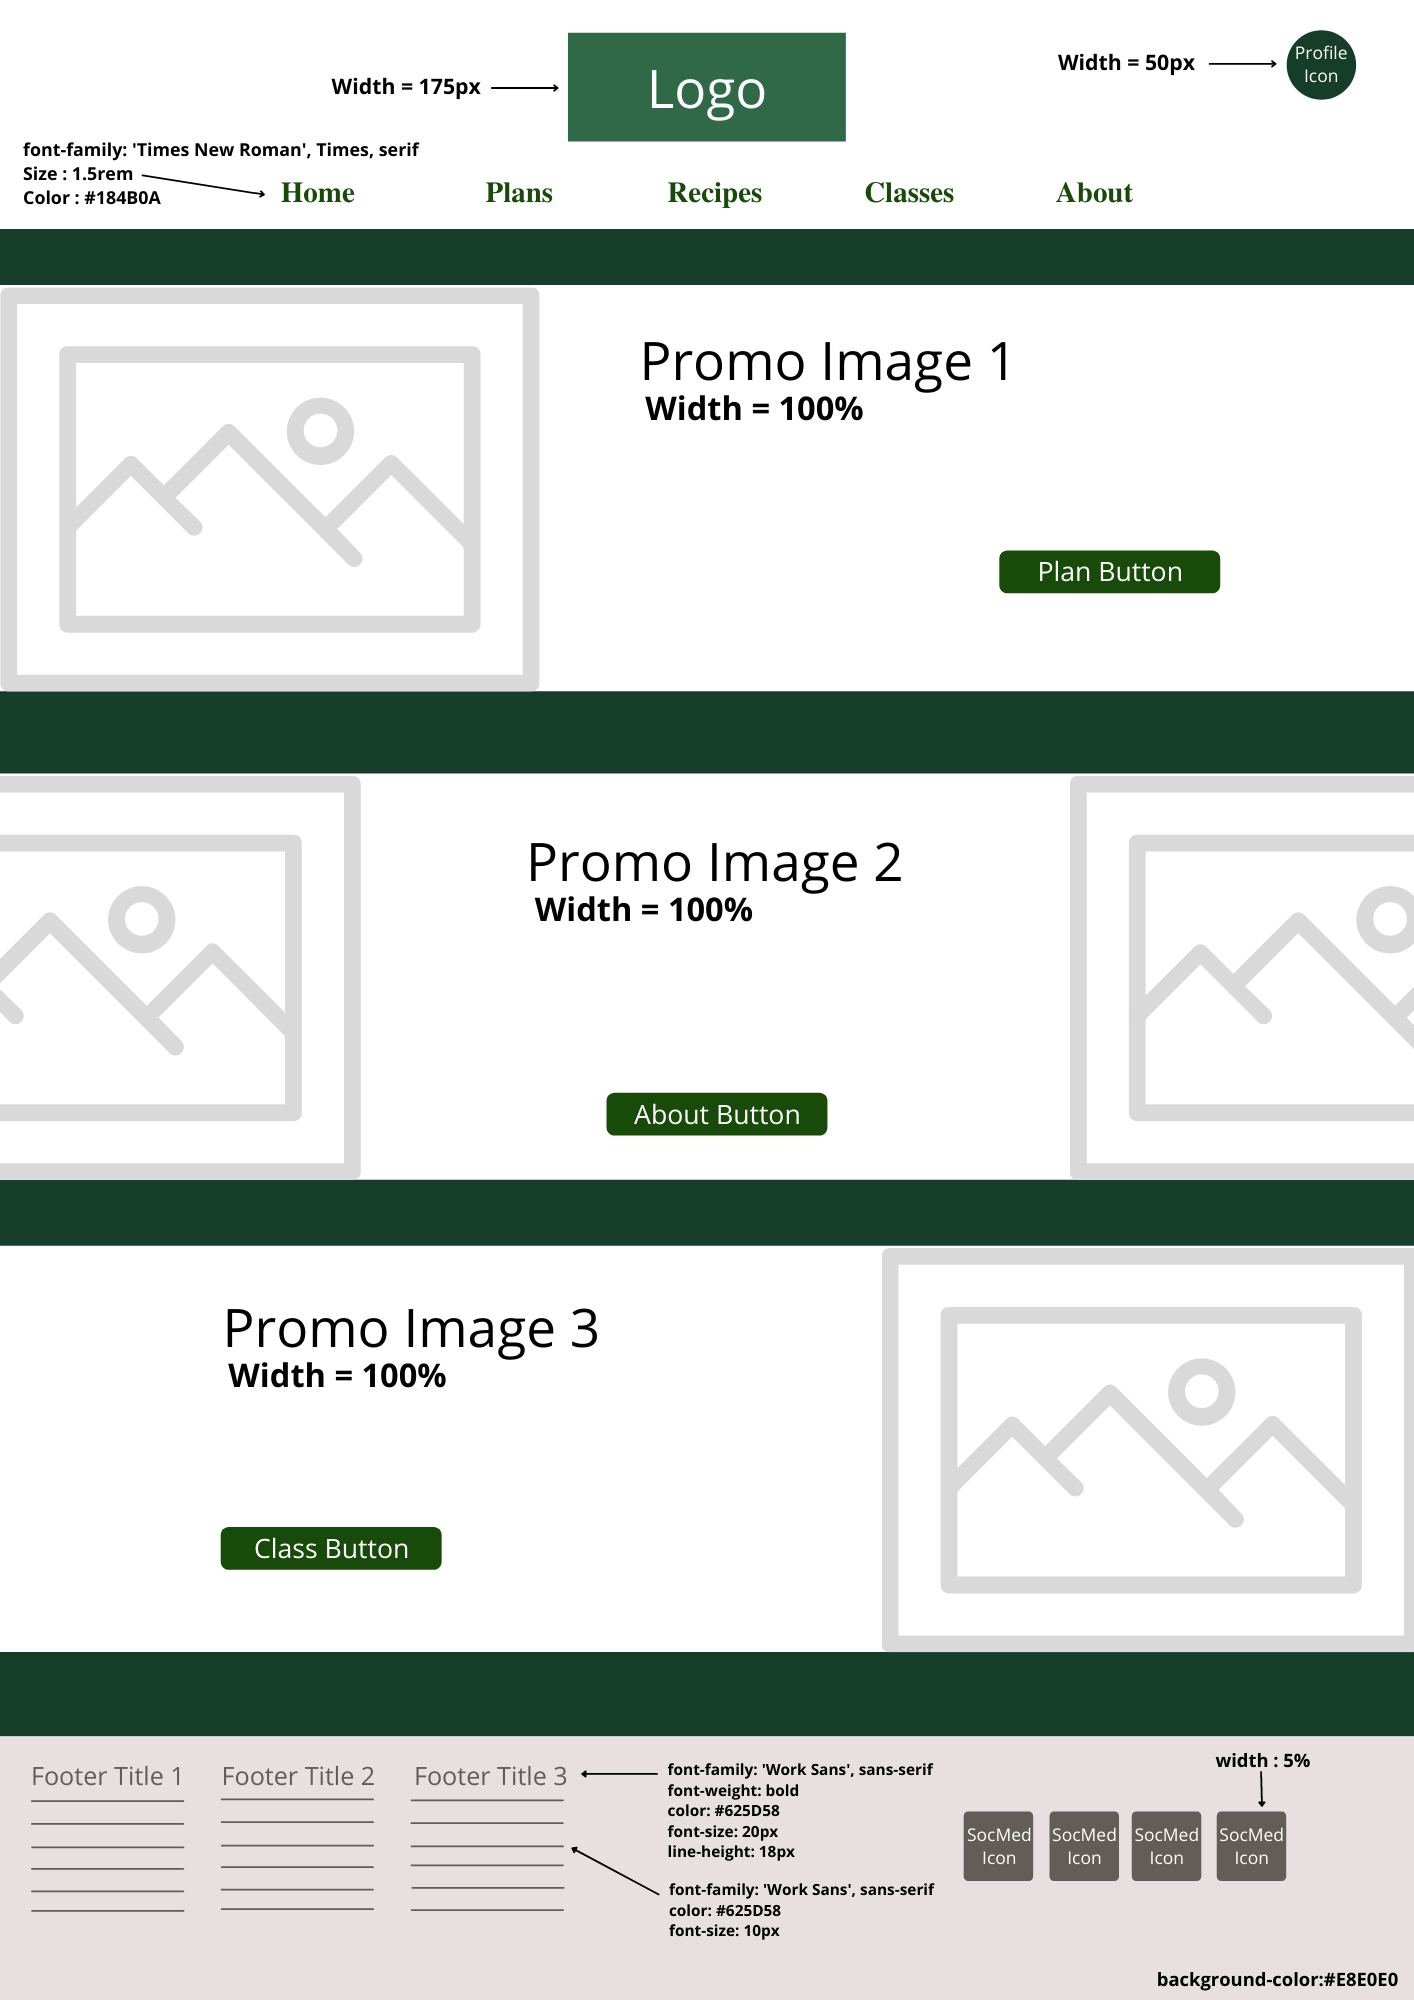 Width = 175px
Logo
Width = 50px
Profile
Icon
font-family: 'Times New Roman', Times, serif
Size : 1.5rem
Color : #184B0A
Home
Plans
Recipes
Classes
About
Promo Image 1
Width = 100%
Plan Button
Promo Image 2
Width = 100%
About Button
Promo Image 3
Width = 100%
Class Button
Footer Title 1
Footer Title 2
Footer Title 3
font-family: 'Work Sans', sans-serif
font-weight: bold
color: #625D58
font-size: 20px
line-height: 18px
font-family: 'Work Sans', sans-serif
color: #625D58
font-size: 10px
width : 5%
SocMed
Icon
SocMed
Icon
SocMed
Icon
SocMed
Icon
background-color:#E8E0E0